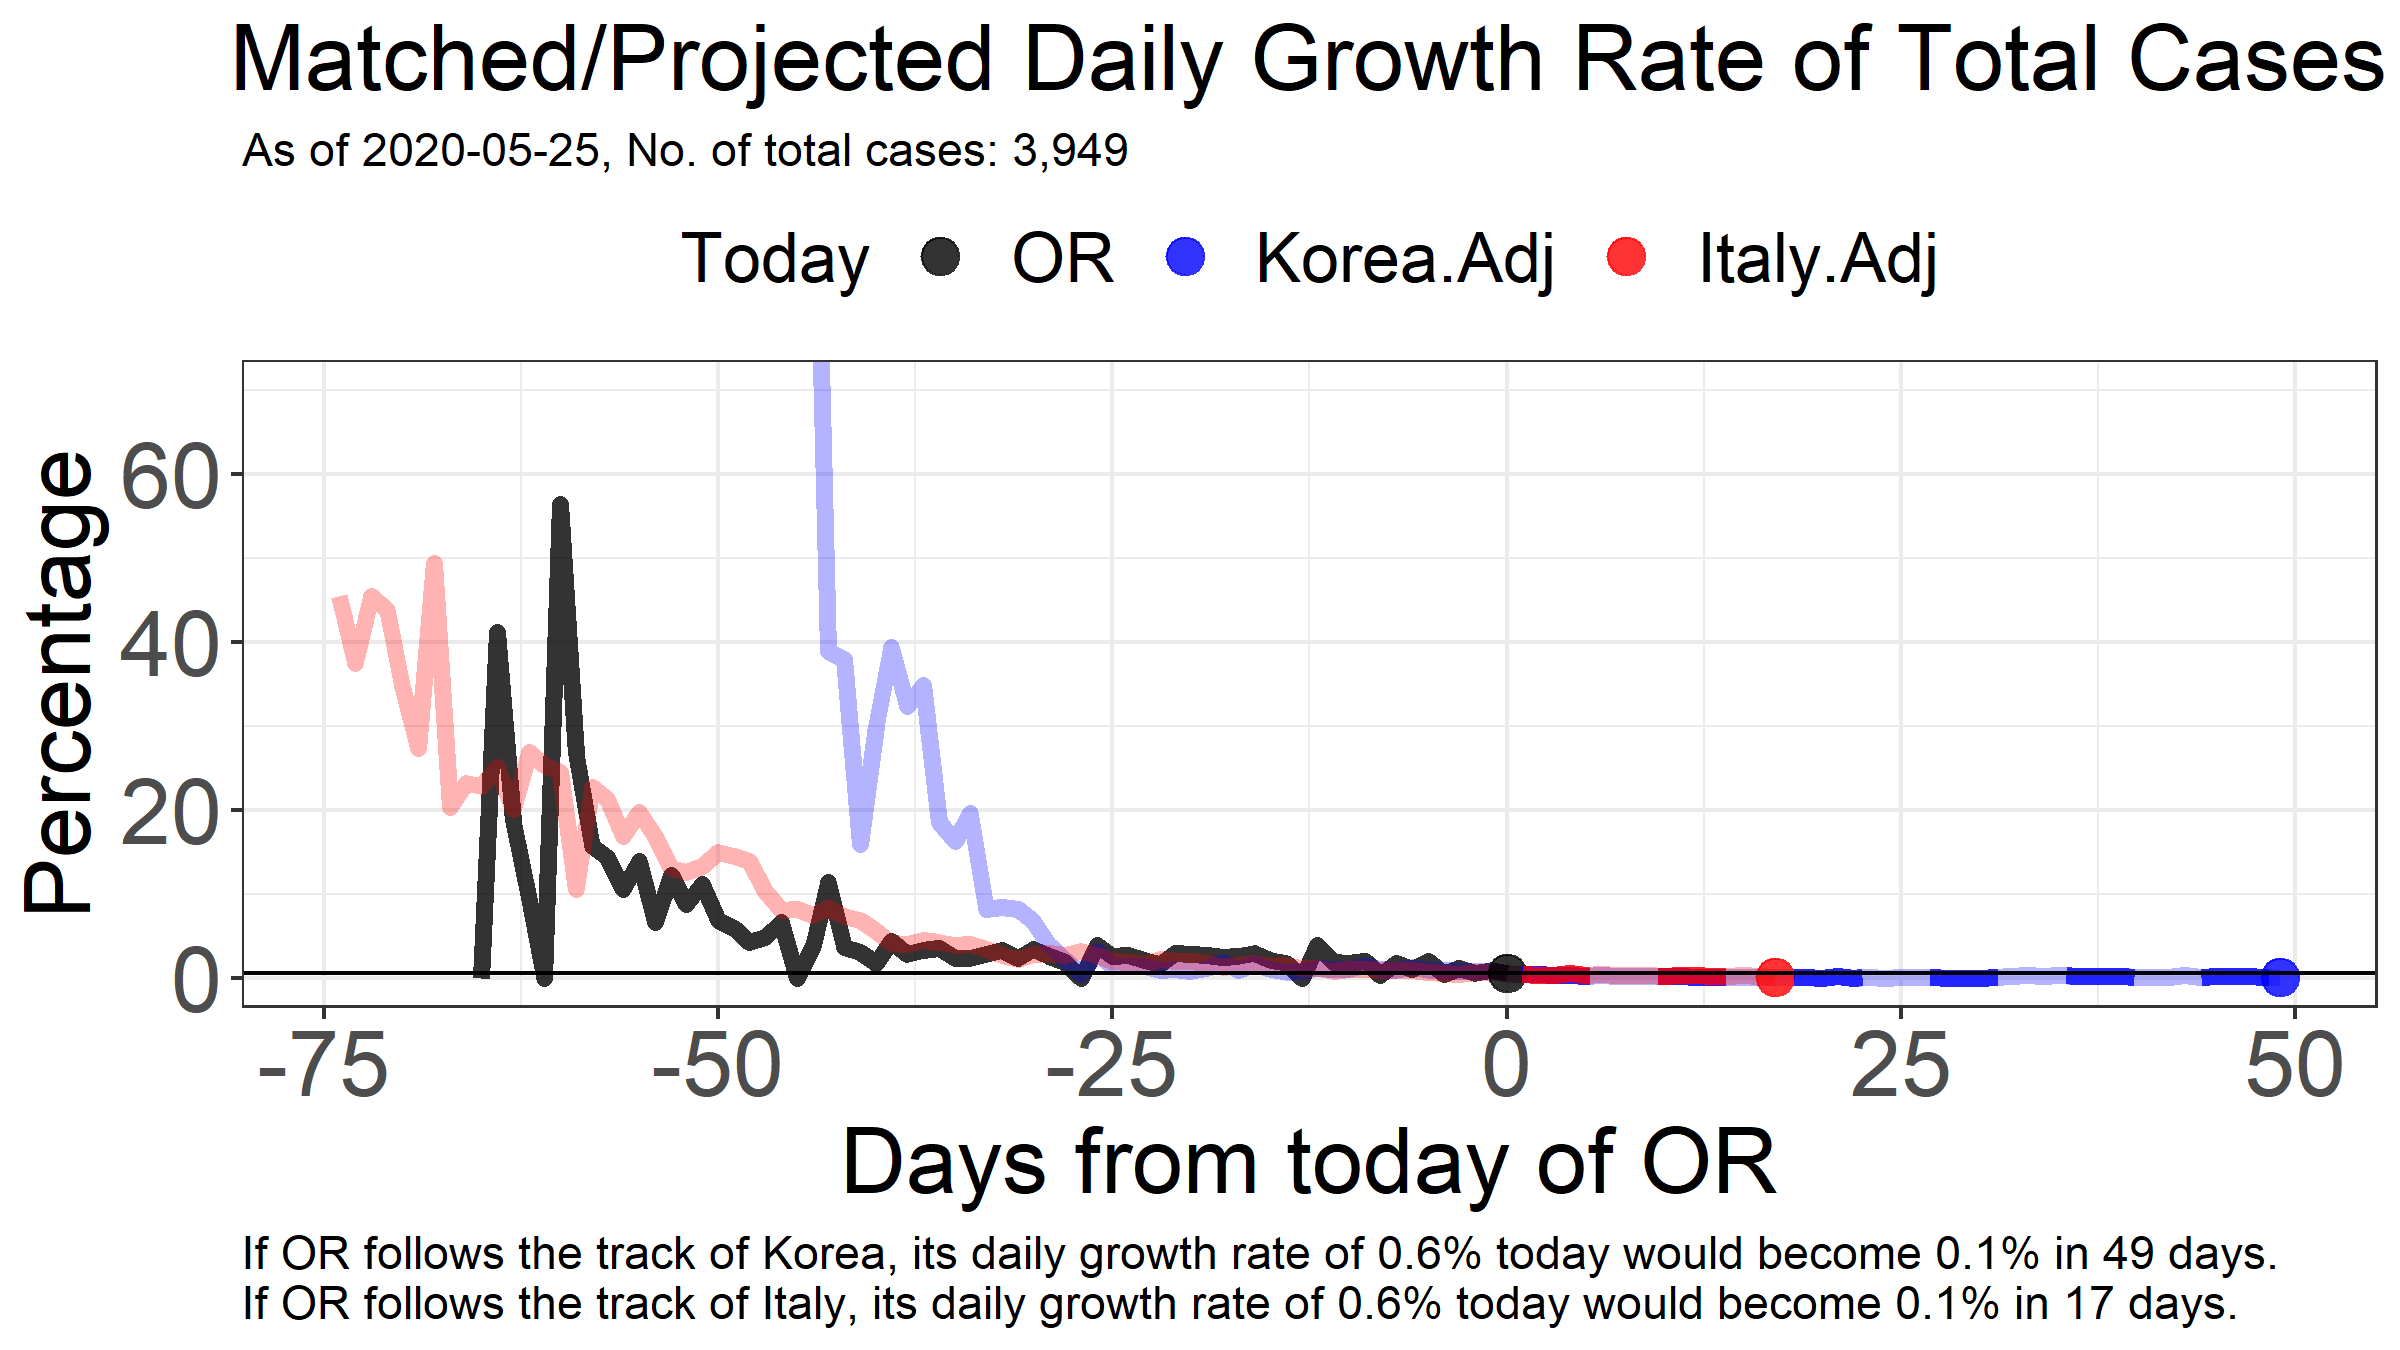 Matched/Projected Daily Growth Rate of Total Cases
As of 2020-05-25, No. of total cases: 3,949
Today OR Korea.Adj Italy.Adj
Percentage
60
40
20
0
-75 -50 -25 0 25 50
Days from today of OR
If OR follows the track of Korea, its daily growth rate of 0.6% today would become 0.1% in 49 days.
If OR follows the track of Italy, its daily growth rate of 0.6% today would become 0.1% in 17 days.